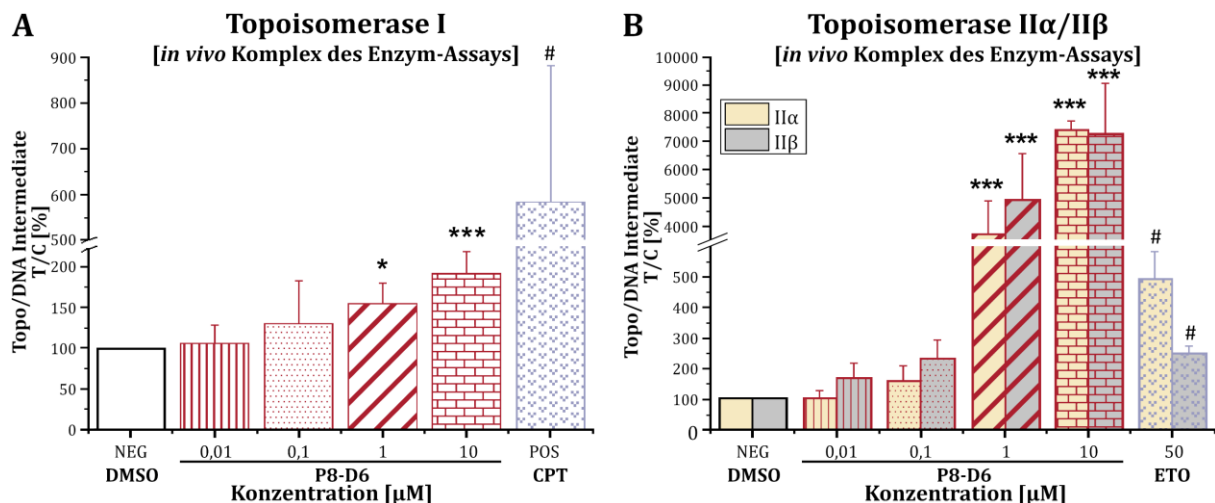 A
Topoisomerase I
[in vivo Komplex des Enzym-Assays]
Topo/DNA Intermediate
T/C [%]
900
800
700
600
500
200
150
100
50
0
*
***
#
NEG 0,01 0,1 1 10 POS
DMSO P8-D6 CPT
Konzentration [µM]
B
Topoisomerase IIα/IIβ
[in vivo Komplex des Enzym-Assays]
Topo/DNA Intermediate
T/C [%]
10000
9000
8000
7000
6000
5000
4000
500
400
300
200
100
0
IIα
IIβ
***
***
***
***
#
#
NEG 0,01 0,1 1 10 50
DMSO P8-D6 ETO
Konzentration [µM]